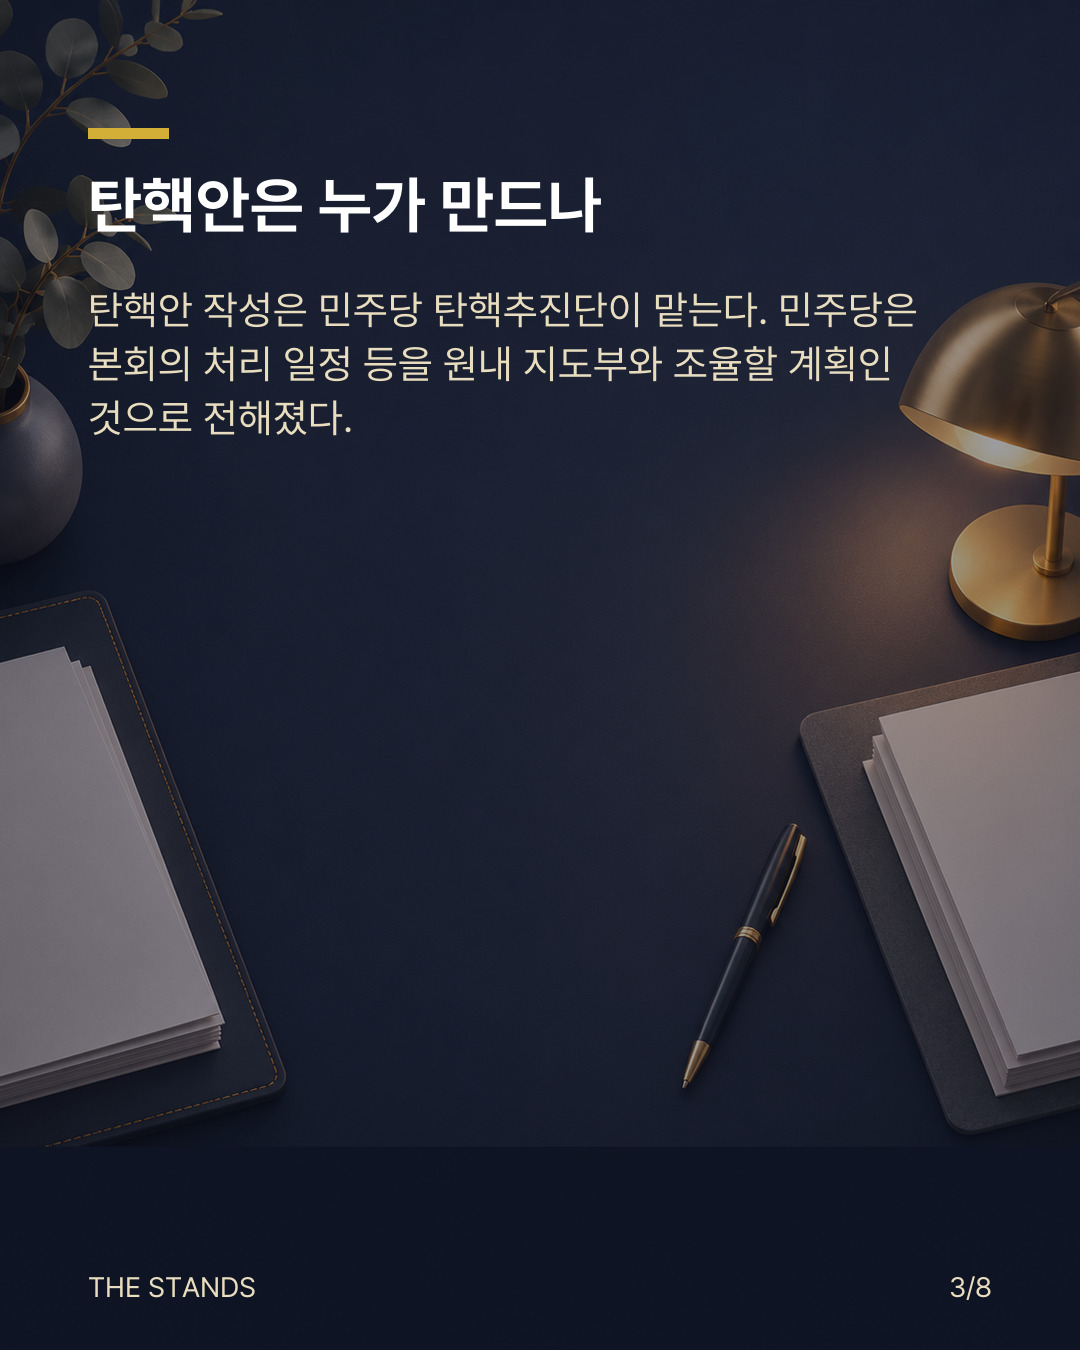 탄핵안은 누가 만드나
탄핵안 작성은 민주당 탄핵추진단이 맡는다. 민주당은
본회의 처리 일정 등을 원내 지도부와 조율할 계획인
것으로 전해졌다.
THE STANDS
3/8